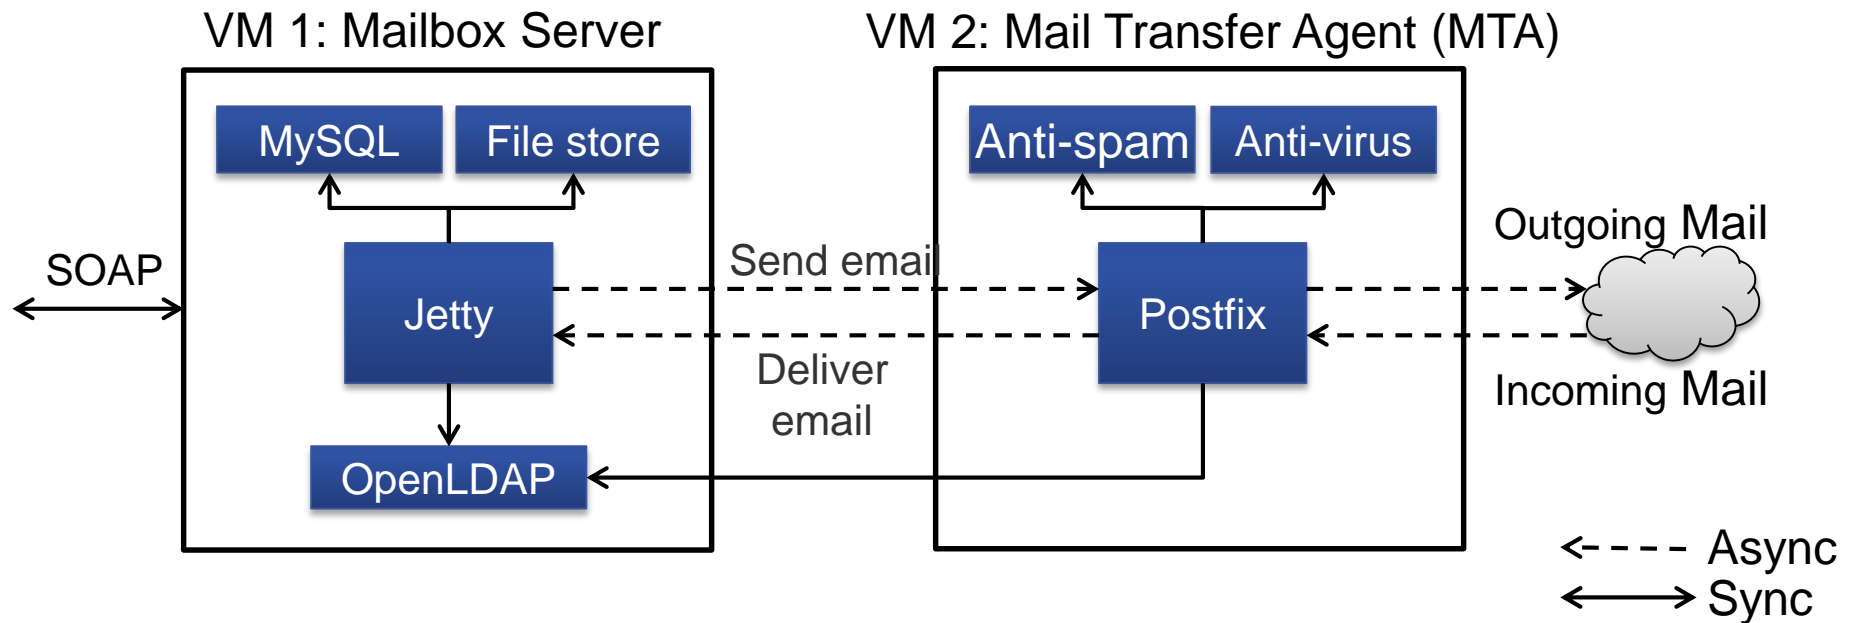 VM 1: Mailbox Server
VM 2: Mail Transfer Agent (MTA)
MySQL
File store
Anti-spam
Anti-virus
SOAP
Jetty
Send email
Deliver
email
Postfix
Outgoing Mail
Incoming Mail
OpenLDAP
Async
Sync